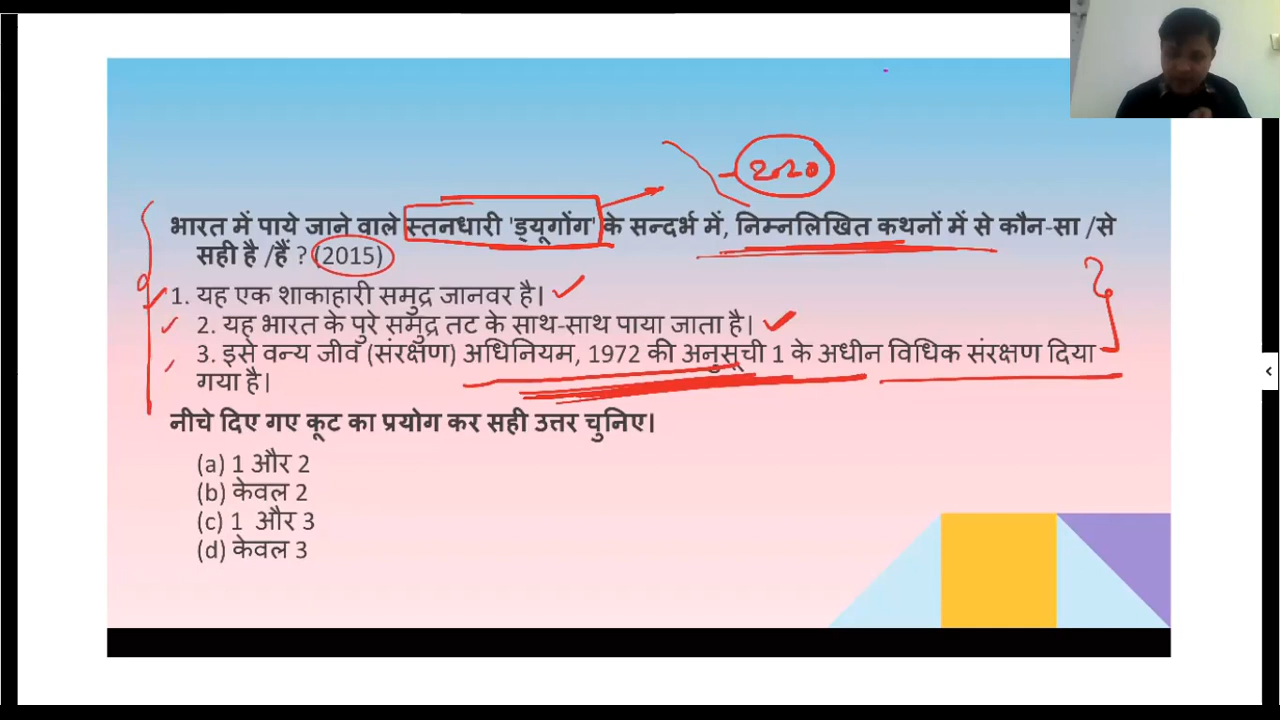 2020
भारत में पाये जाने वाले स्तनधारी 'ड्यूगोंग' के सन्दर्भ में, निम्नलिखित कथनों में से कौन-सा /से
सही है /हैं ? (2015)
1. यह एक शाकाहारी समुद्र जानवर है।
2. यह भारत के पुरे समुद्र तट के साथ-साथ पाया जाता है।
3. इसे वन्य जीव (संरक्षण) अधिनियम, 1972 की अनुसूची 1 के अधीन विधिक संरक्षण दिया
गया है।
नीचे दिए गए कूट का प्रयोग कर सही उत्तर चुनिए।
(a) 1 और 2
(b) केवल 2
(c) 1 और 3
(d) केवल 3